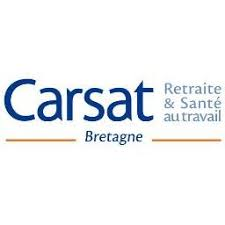 Carsat
Retraite
& Santé
au travail
Bretagne